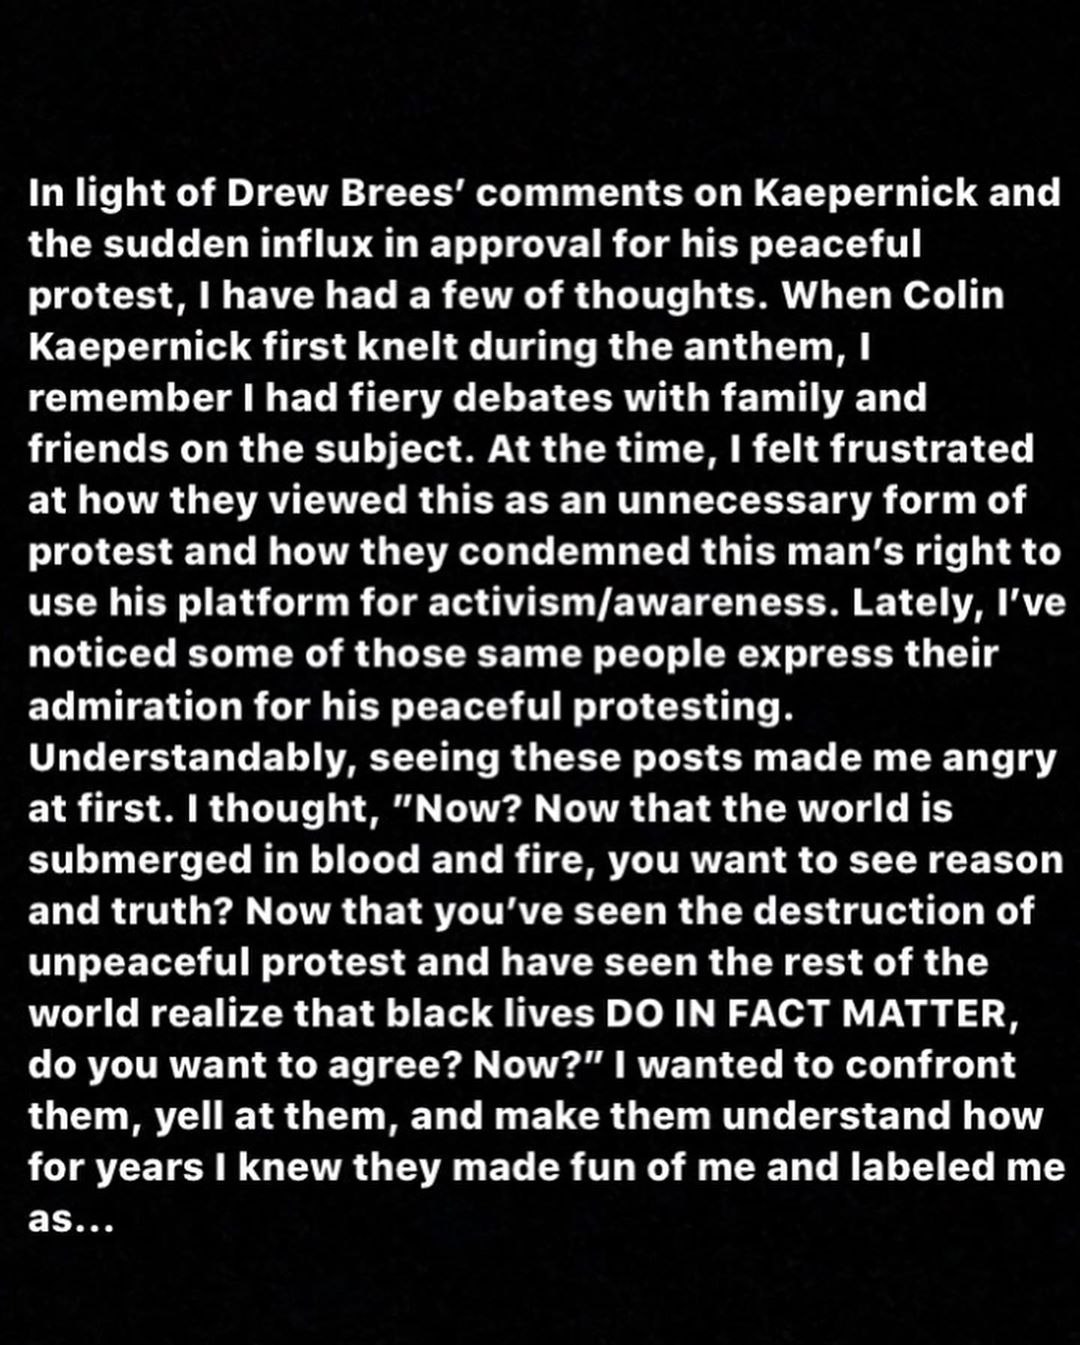 In light of Drew Brees’ comments on Kaepernick and
the sudden influx in approval for his peaceful
protest, I have had a few of thoughts. When Colin
Kaepernick first knelt during the anthem, I
remember I had fiery debates with family and
friends on the subject. At the time, I felt frustrated
at how they viewed this as an unnecessary form of
protest and how they condemned this man’s right to
use his platform for activism/awareness. Lately, I’ve
noticed some of those same people express their
admiration for his peaceful protesting.
Understandably, seeing these posts made me angry
at first. I thought, "Now? Now that the world is
submerged in blood and fire, you want to see reason
and truth? Now that you’ve seen the destruction of
unpeaceful protest and have seen the rest of the
world realize that black lives DO IN FACT MATTER,
do you want to agree? Now?" I wanted to confront
them, yell at them, and make them understand how
for years I knew they made fun of me and labeled me
as...